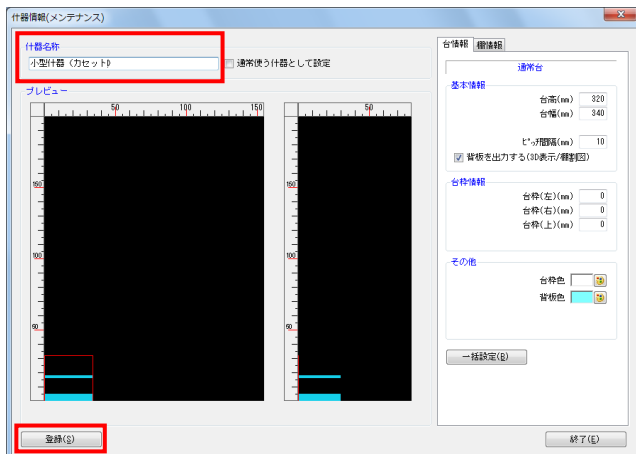 什器情報(メンテナンス)
什器名称
小型什器(カセット)
通常使う什器として設定
プレビュー
50 100 150
50
150
100
50
150
100
50
台情報 棚情報
通常台
基本情報
台高(mm) 320
台幅(mm) 340
ピッチ間隔(mm) 10
背板を出力する(3D表示/棚割図)
台枠情報
台枠(左)(mm) 0
台枠(右)(mm) 0
台枠(上)(mm) 0
その他
台枠色
背板色
一括設定(B)
登録(S)
終了(E)